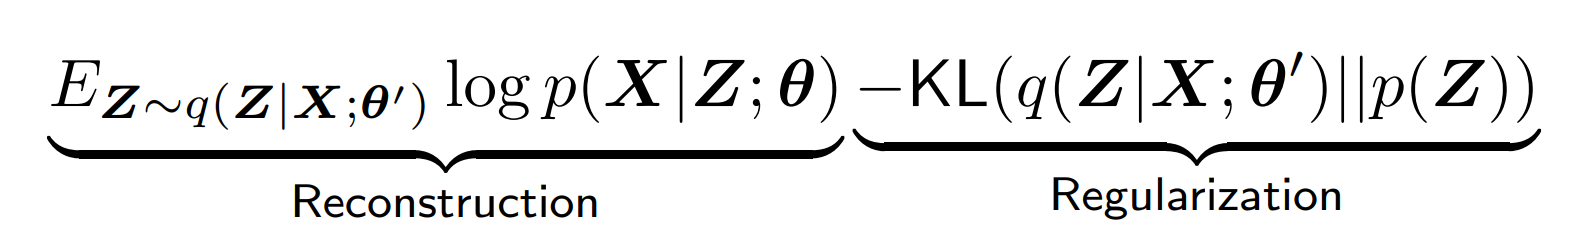 E_{Z∼q(Z|X;θ′)} log p(X|Z;θ) −KL(q(Z|X;θ′)||p(Z))
Reconstruction Regularization